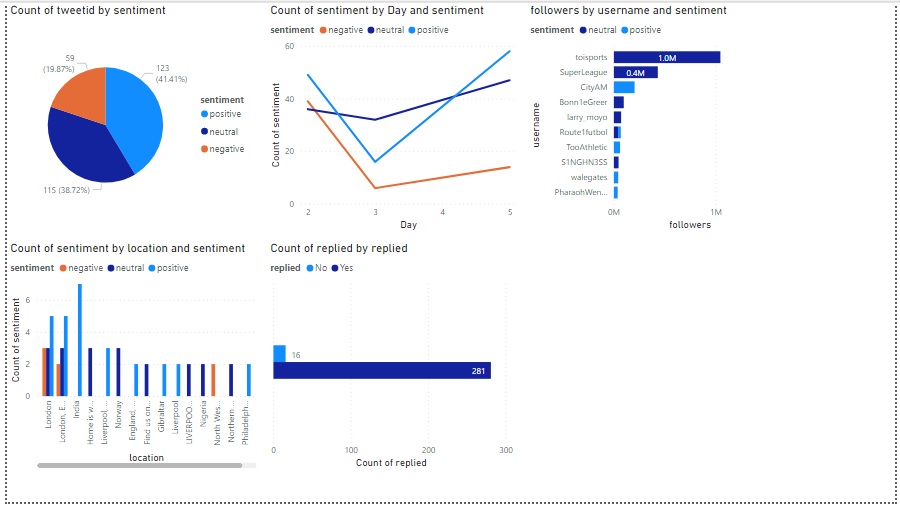 Count of tweetid by sentiment
59
(19.87%)
123
(41.41%)
115 (38.72%)
sentiment
positive
neutral
negative
Count of sentiment by Day and sentiment
sentiment negative neutral positive
Count of sentiment
60
40
20
0
2 3 4 5
Day
followers by username and sentiment
sentiment neutral positive
username
toisports
1.0M
SuperLeague
0.4M
CityAM
Bonn1eGreer
larry_moyo
Route1futbol
TooAthletic
S1NGHN3SS
walegates
PharaohWen...
0M 1M
followers
Count of sentiment by location and sentiment
sentiment negative neutral positive
Count of sentiment
6
4
2
0
London
London, E...
India
Home is w...
Liverpool, ...
Norway
England, ...
Find us on...
Gibraltar
Liverpool
LIVERPOO...
Nigeria
North Wes...
Northern ...
Philadelph...
location
Count of replied by replied
replied No Yes
16
281
0 100 200 300
Count of replied